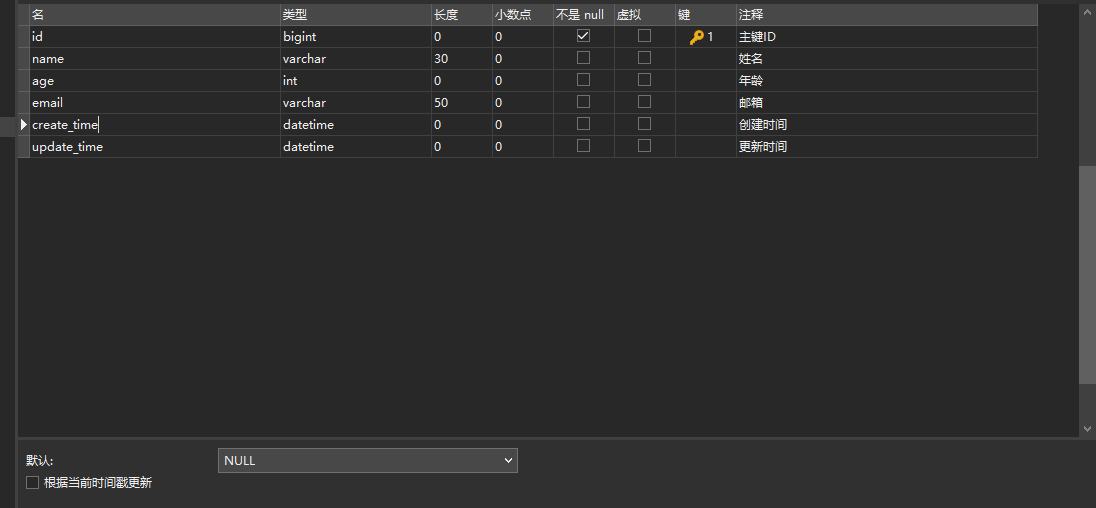 名 类型 长度 小数点 不是 null 虚拟 键 注释
id bigint 0 0 1 主键ID
name varchar 30 0 姓名
age int 0 0 年龄
email varchar 50 0 邮箱
create_time datetime 0 0 创建时间
update_time datetime 0 0 更新时间
默认: NULL
根据当前时间戳更新